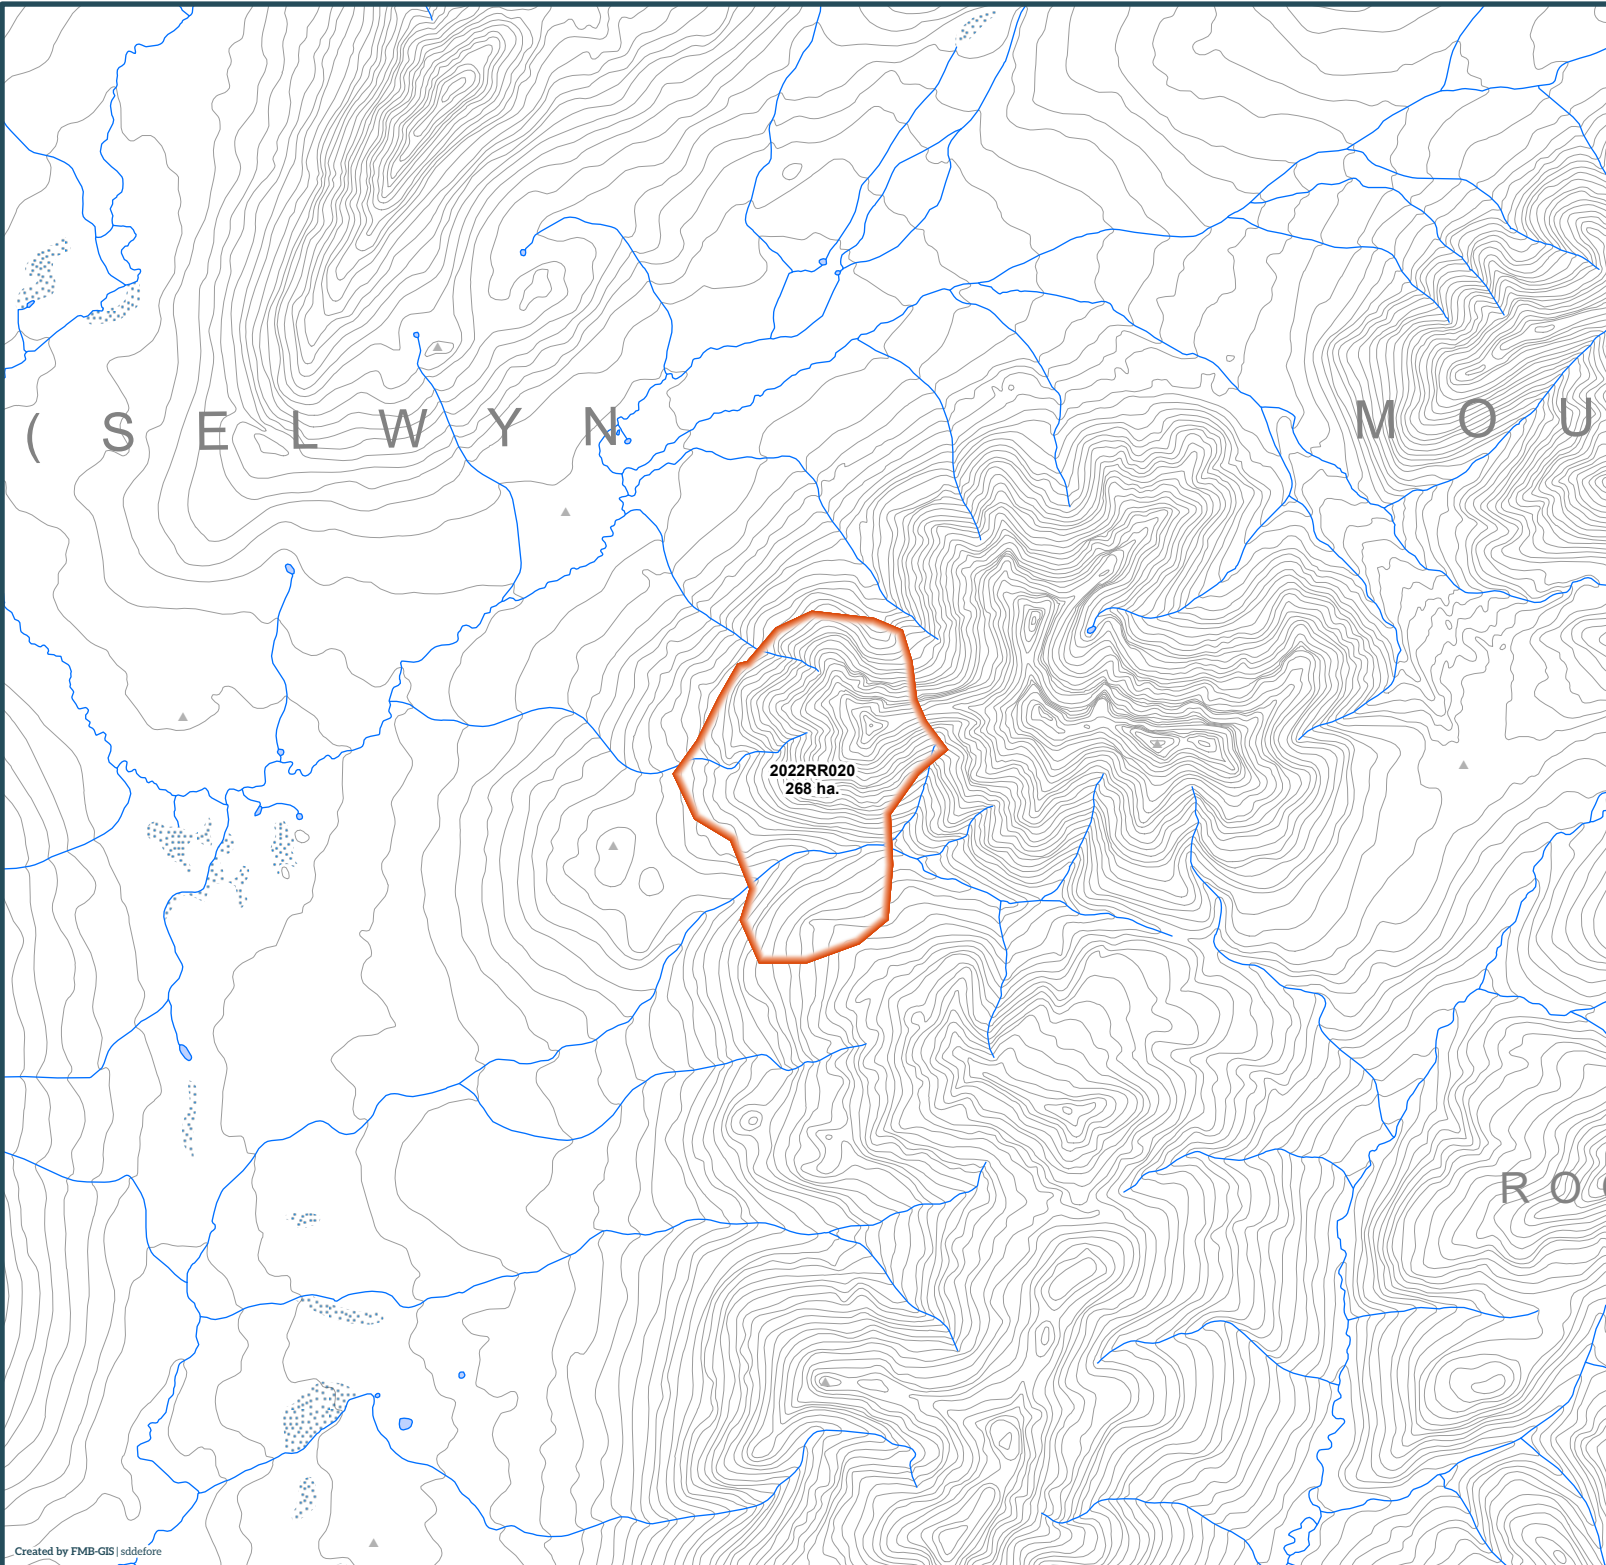 ( S E L W Y N
M O U
2022RR020
268 ha.
R O
Created by FMB-GIS | sddefore